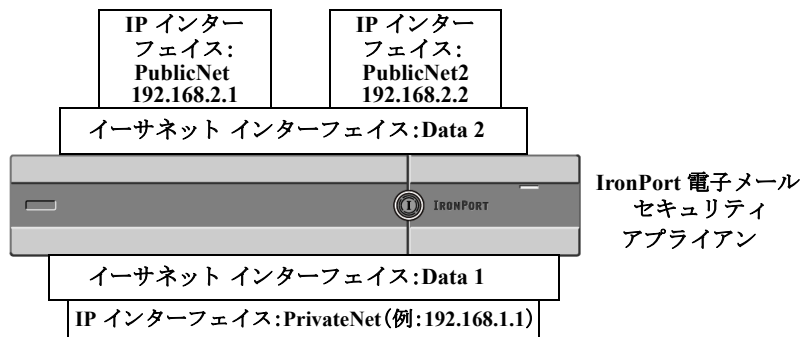 IP インター
フェイス:
PublicNet
192.168.2.1
IP インター
フェイス:
PublicNet2
192.168.2.2
イーサネット インターフェイス:Data 2
IRONPORT
IronPort 電子メール
セキュリティ
アプライアン
イーサネット インターフェイス:Data 1
IP インターフェイス:PrivateNet(例:192.168.1.1)